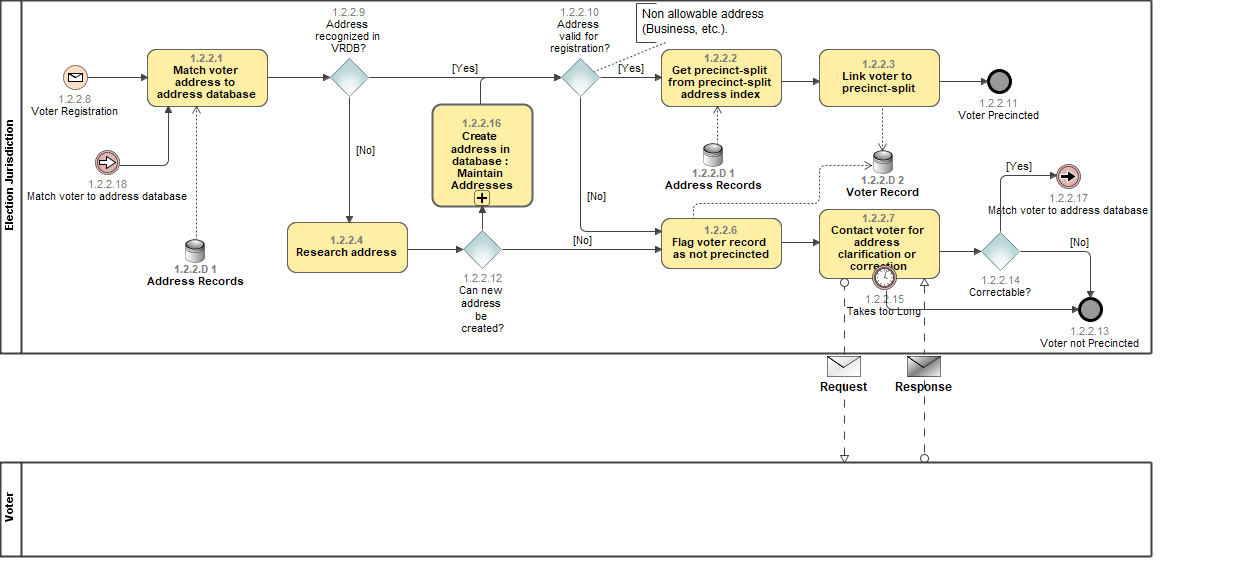 Election Jurisdiction
1.2.2.8
Voter Registration
1.2.2.18
Match voter to address database
1.2.2.1
Match voter
address to
address database
1.2.2.D 1
Address Records
1.2.2.9
Address
recognized in
VRDB?
[Yes]
[No]
1.2.2.4
Research address
1.2.2.16
Create
address in
database :
Maintain
Addresses
1.2.2.12
Can new
address
be
created?
[No]
1.2.2.10
Address
valid for
registration?
Non allowable address
(Business, etc.).
[Yes]
[No]
1.2.2.2
Get precinct-split
from precinct-split
address index
1.2.2.D 1
Address Records
1.2.2.3
Link voter to
precinct-split
1.2.2.11
Voter Precincted
1.2.2.D 2
Voter Record
1.2.2.6
Flag voter record
as not precincted
1.2.2.7
Contact voter for
address
clarification or
correction
1.2.2.15
Takes too Long
1.2.2.14
Correctable?
[Yes]
1.2.2.17
Match voter to address database
[No]
1.2.2.13
Voter not Precincted
Request
Response
Voter